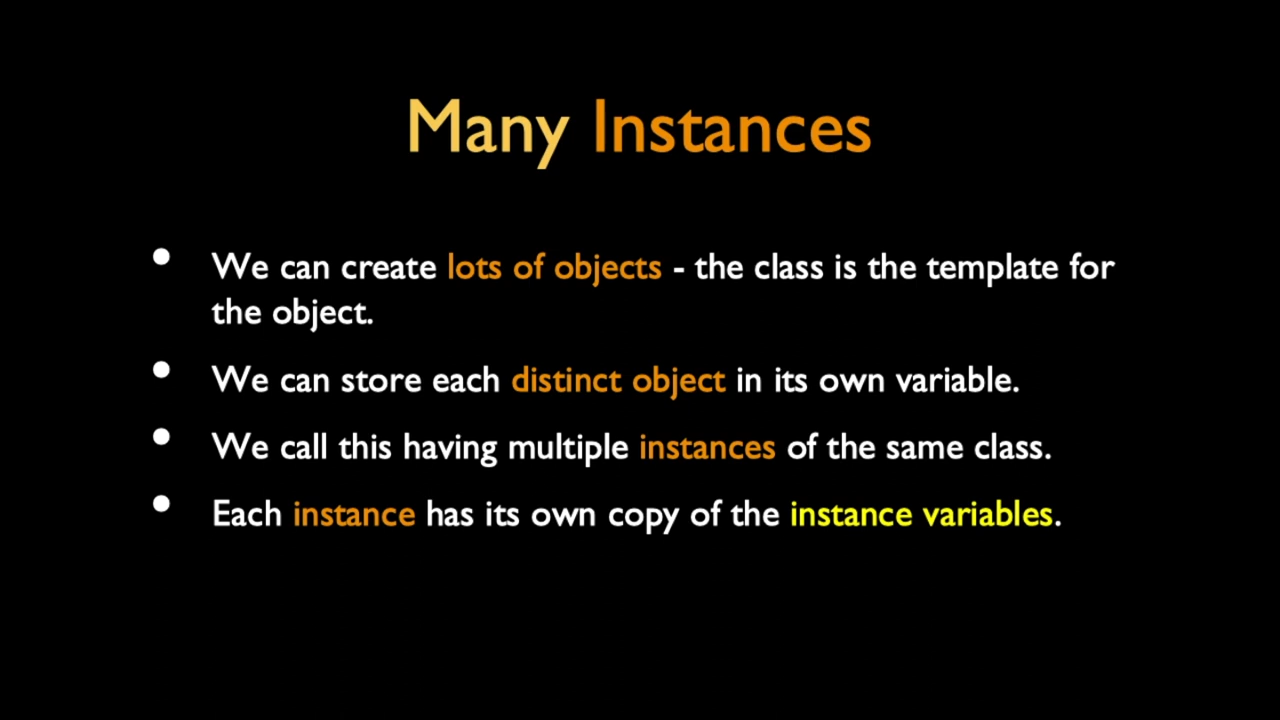 Many Instances
• We can create lots of objects - the class is the template for
the object.
• We can store each distinct object in its own variable.
• We call this having multiple instances of the same class.
• Each instance has its own copy of the instance variables.